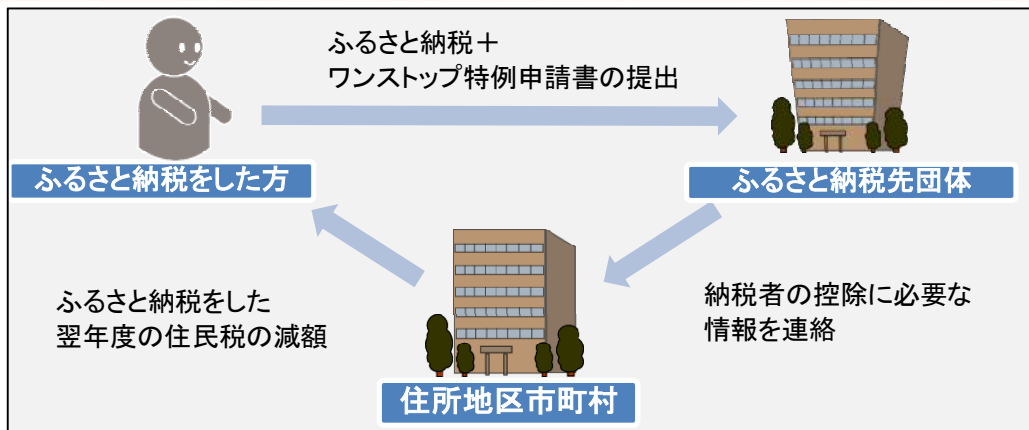 ふるさと納税＋
ワンストップ特例申請書の提出
ふるさと納税をした方
ふるさと納税先団体
ふるさと納税をした
翌年度の住民税の減額
納税者の控除に必要な
情報を連絡
住所地区市町村